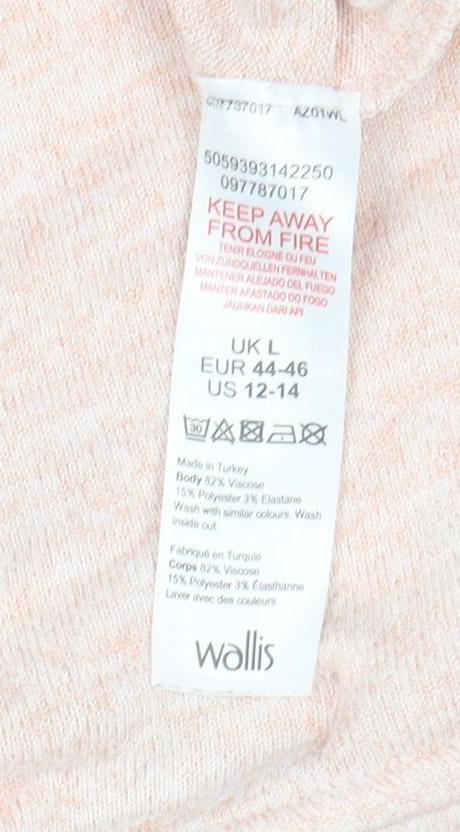 097787017 AZ01WL
5059393142250
097787017
KEEP AWAY
FROM FIRE
TENIR ELOIGNE DU FEU
VON ZUNDQUELLEN FERNHALTEN
MANTENER ALEJADO DEL FUEGO
MANTER AFASTADO DO FOGO
JAUHKAN DARI API
UK L
EUR 44-46
US 12-14
30
Made in Turkey
Body 82% Viscose
15% Polyester 3% Elastane
Wash with similar colours. Wash
inside out.
Fabriqué en Turquie
Corps 82% Viscose
15% Polyester 3% Élasthanne
Laver avec des couleurs
wallis